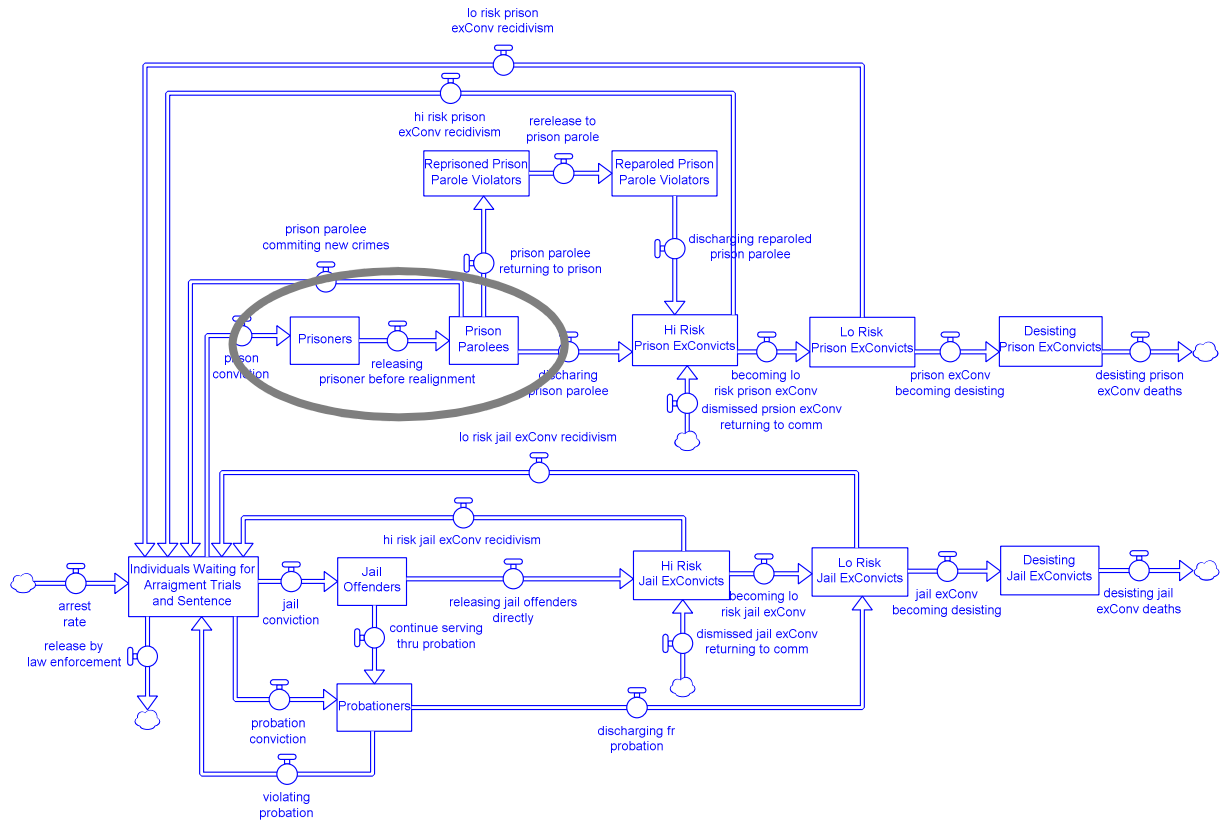 lo risk prison
exConv recidivism
hi risk prison
exConv recidivism
rerelease to
prison parole
Reprisoned Prison
Parole Violators
Reparoled Prison
Parole Violators
prison parolee
commiting new crimes
prison parolee
returning to prison
discharging reparoled
prison parolee
Prisoners
Prison
Parolees
Hi Risk
Prison ExConvicts
Lo Risk
Prison ExConvicts
Desisting
Prison ExConvicts
prison
conviction
releasing
prisoner before realignment
discharing
prison parolee
becoming lo
risk prison exConv
prison exConv
becoming desisting
desisting prison
exConv deaths
dismissed prsion exConv
returning to comm
lo risk jail exConv recidivism
hi risk jail exConv recidivism
Individuals Waiting for
Arraigment Trials
and Sentence
Jail
Offenders
Hi Risk
Jail ExConvicts
Lo Risk
Jail ExConvicts
Desisting
Jail ExConvicts
arrest
rate
jail
conviction
releasing jail offenders
directly
becoming lo
risk jail exConv
jail exConv
becoming desisting
desisting jail
exConv deaths
release by
law enforcement
continue serving
thru probation
dismissed jail exConv
returning to comm
Probationers
probation
conviction
discharging fr
probation
violating
probation